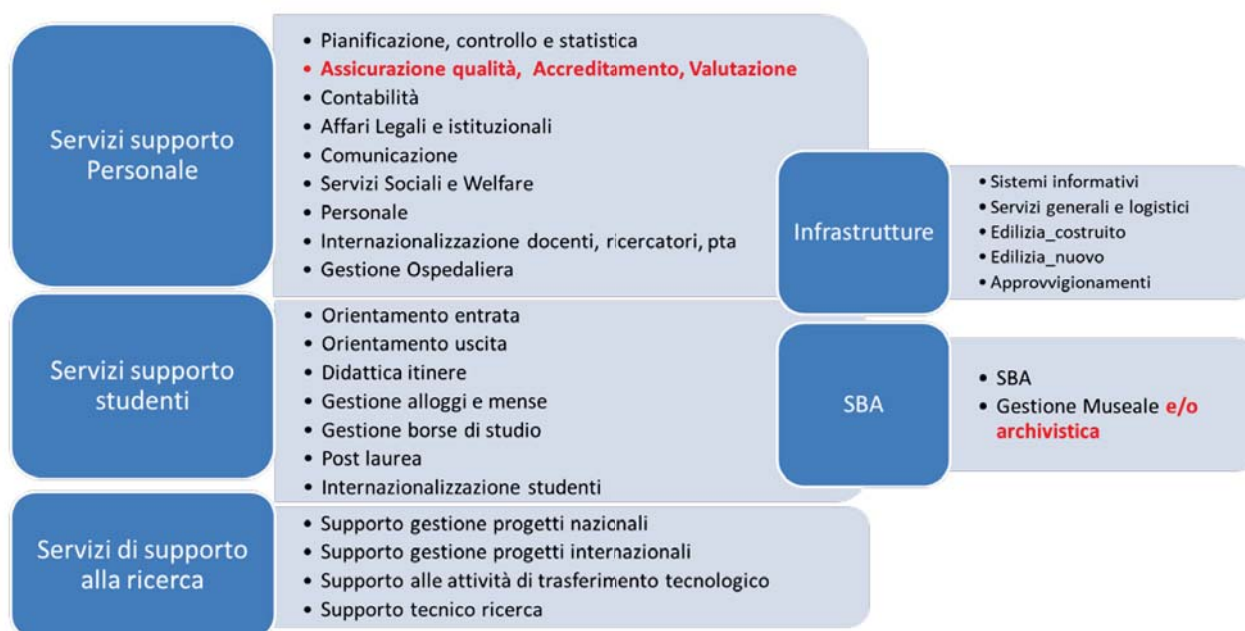 Servizi supporto
Personale
• Pianificazione, controllo e statistica
• Assicurazione qualità, Accreditamento, Valutazione
• Contabilità
• Affari Legali e istituzionali
• Comunicazione
• Servizi Sociali e Welfare
• Personale
• Internazionalizzazione docenti, ricercatori, pta
• Gestione Ospedaliera
Servizi supporto
studenti
• Orientamento entrata
• Orientamento uscita
• Didattica itinere
• Gestione alloggi e mense
• Gestione borse di studio
• Post laurea
• Internazionalizzazione studenti
Servizi di supporto
alla ricerca
• Supporto gestione progetti nazionali
• Supporto gestione progetti internazionali
• Supporto alle attività di trasferimento tecnologico
• Supporto tecnico ricerca
Infrastrutture
• Sistemi informativi
• Servizi generali e logistici
• Edilizia_costruito
• Edilizia_nuovo
• Approvvigionamenti
SBA
• SBA
• Gestione Museale e/o
archivistica